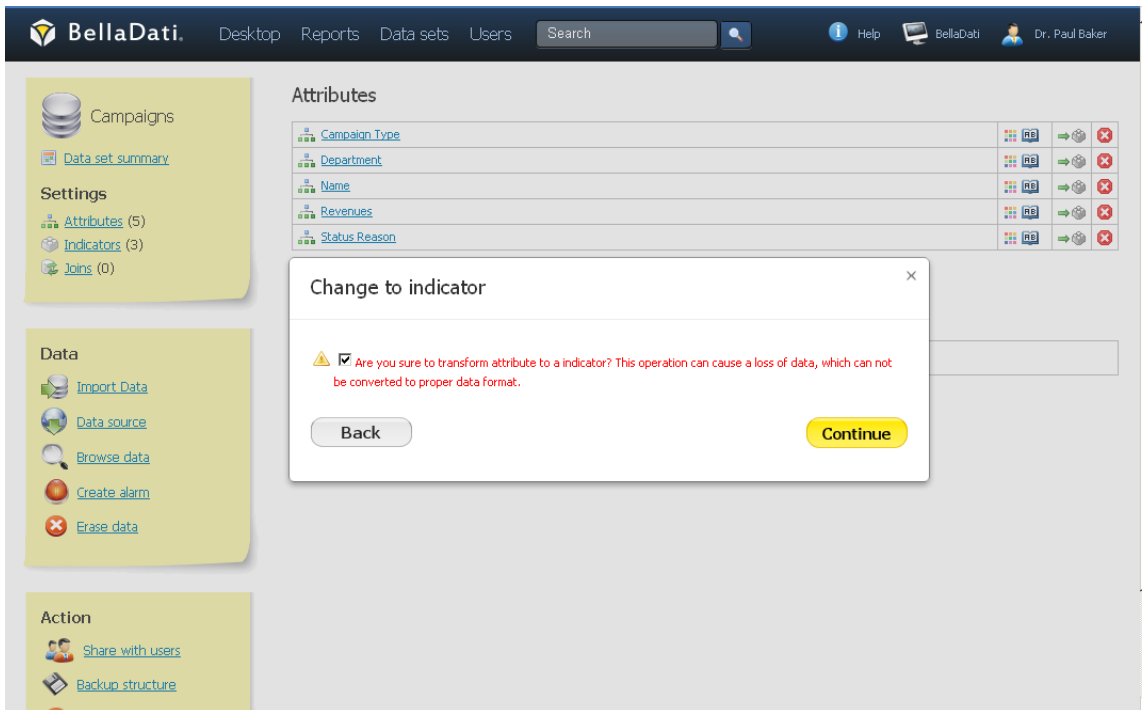 BellaDati. Desktop Reports Data sets Users Search Help BellaDati Dr. Paul Baker
Campaigns
Data set summary
Settings
Attributes (5)
Indicators (3)
Joins (0)
Data
Import Data
Data source
Browse data
Create alarm
Erase data
Action
Share with users
Backup structure
Attributes
Campaign Type
Department
Name
Revenues
Status Reason
Change to indicator
Are you sure to transform attribute to a indicator? This operation can cause a loss of data, which can not
be converted to proper data format.
Back Continue